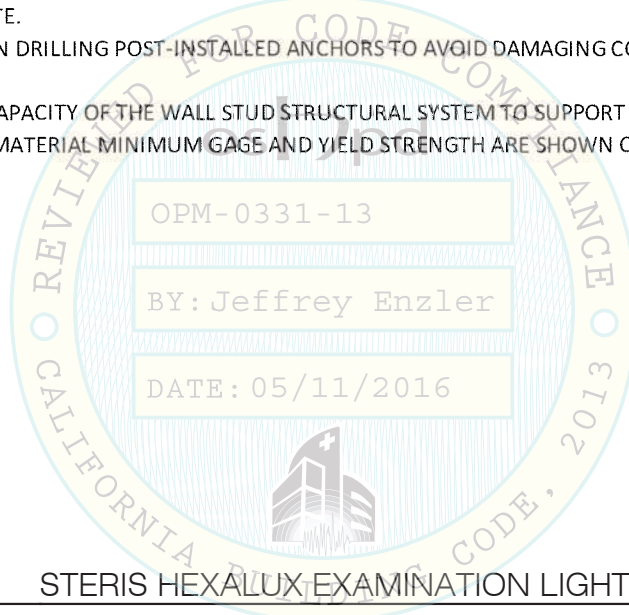 TE.
N DRILLING POST-INSTALLED ANCHORS TO AVOID DAMAGING CO
APACITY OF THE WALL STUD STRUCTURAL SYSTEM TO SUPPORT
MATERIAL MINIMUM GAGE AND YIELD STRENGTH ARE SHOWN O
REVIEWED FOR CODE COMPLIANCE
oshpd
OPM-0331-13
BY: Jeffrey Enzler
DATE: 05/11/2016
CALIFORNIA BUILDING CODE, 2013
STERIS HEXALUX EXAMINATION LIGHT